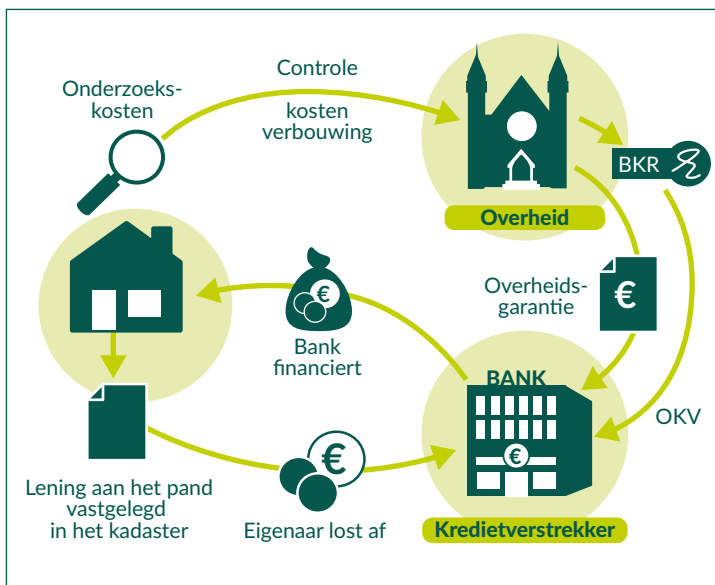 Onderzoeks-
kosten
Controle
kosten
verbouwing
BKR
Overheid
€
Overheids-
garantie
€
Bank
financiert
BANK
€
OKV
€
Lening aan het pand
vastgelegd
in het kadaster
Eigenaar lost af
Kredietverstrekker